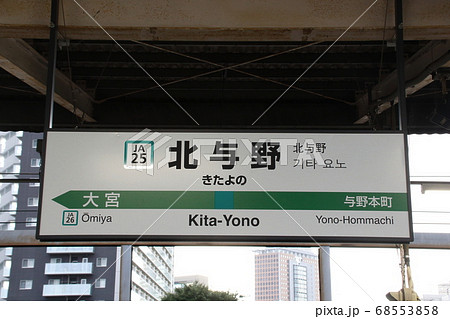 JA
25
北与野
きたよの
北与野
기타 요노
大宮
与野本町
JA
26
Ōmiya
Kita-Yono
Yono-Hommachi
pixta.jp - 68553858